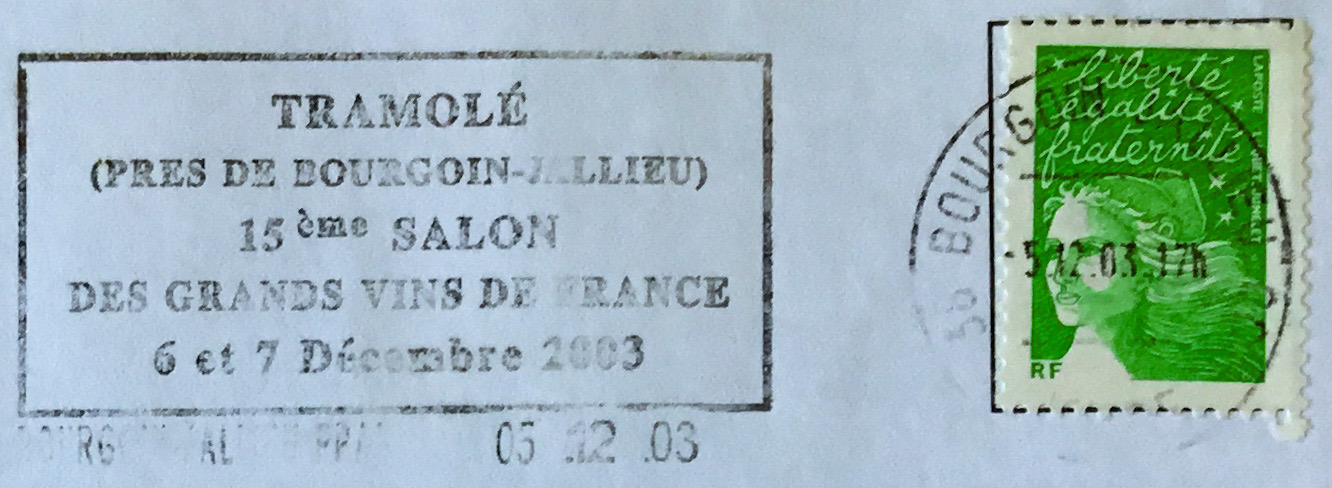 TRAMOLÉ
(PRES DE BOURGOIN-JALLIEU)
15ème SALON
DES GRANDS VINS DE FRANCE
6 et 7 Décembre 2003
05 .12 .03
liberté,
égalité,
fraternité
LAPOSTE
BOURGOIN
-5.12.03.17h
RF